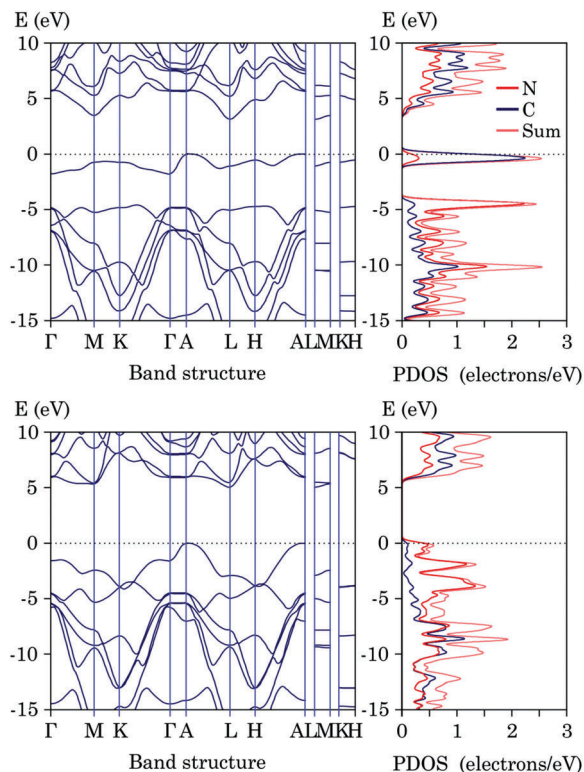 E (eV)
E (eV)
10
5
0
-5
-10
-15
10
5
0
-5
-10
-15
N
C
Sum
Γ M K Γ A L H A L M K H
0 1 2 3
Band structure
PDOS (electrons/eV)
E (eV)
E (eV)
10
5
0
-5
-10
-15
10
5
0
-5
-10
-15
Γ M K Γ A L H A L M K H
0 1 2 3
Band structure
PDOS (electrons/eV)